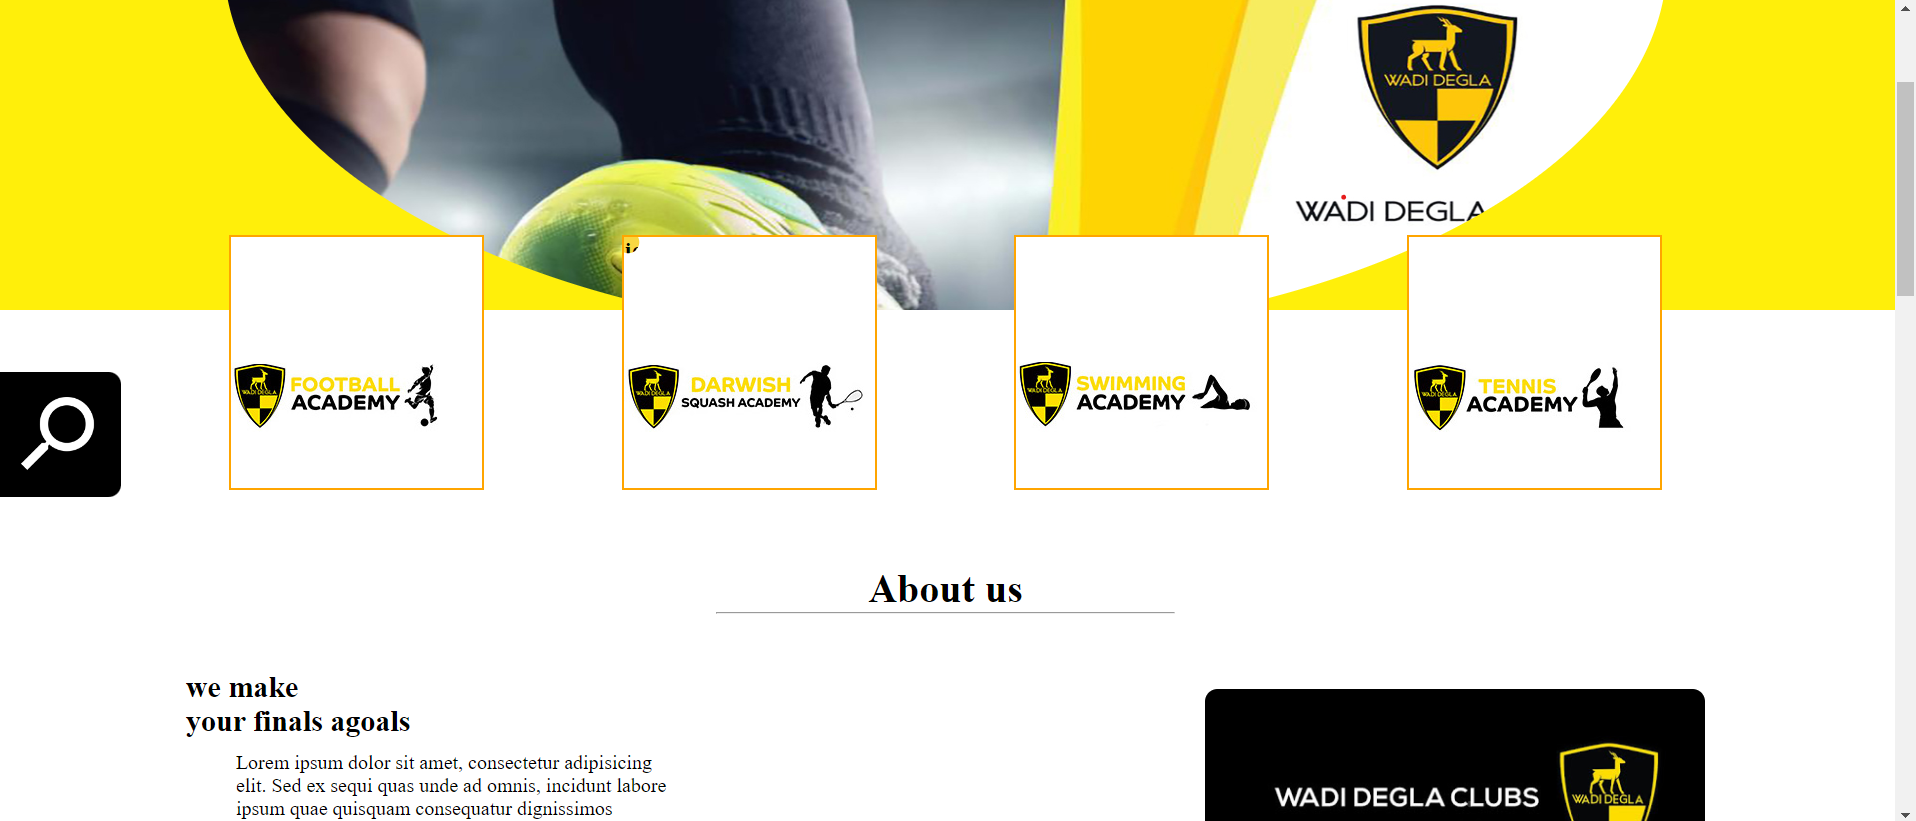 WADI DEGLA
WADI DEGLA
WADI DEGLA
FOOTBALL
ACADEMY
WADI DEGLA
DARWISH
SQUASH ACADEMY
WADI DEGLA
SWIMMING
ACADEMY
WADI DEGLA
TENNIS
ACADEMY
About us
we make
your finals agoals
Lorem ipsum dolor sit amet, consectetur adipisicing
elit. Sed ex sequi quas unde ad omnis, incidunt labore
ipsum quae quisquam consequatur dignissimos
WADI DEGLA CLUBS
WADI DEGLA